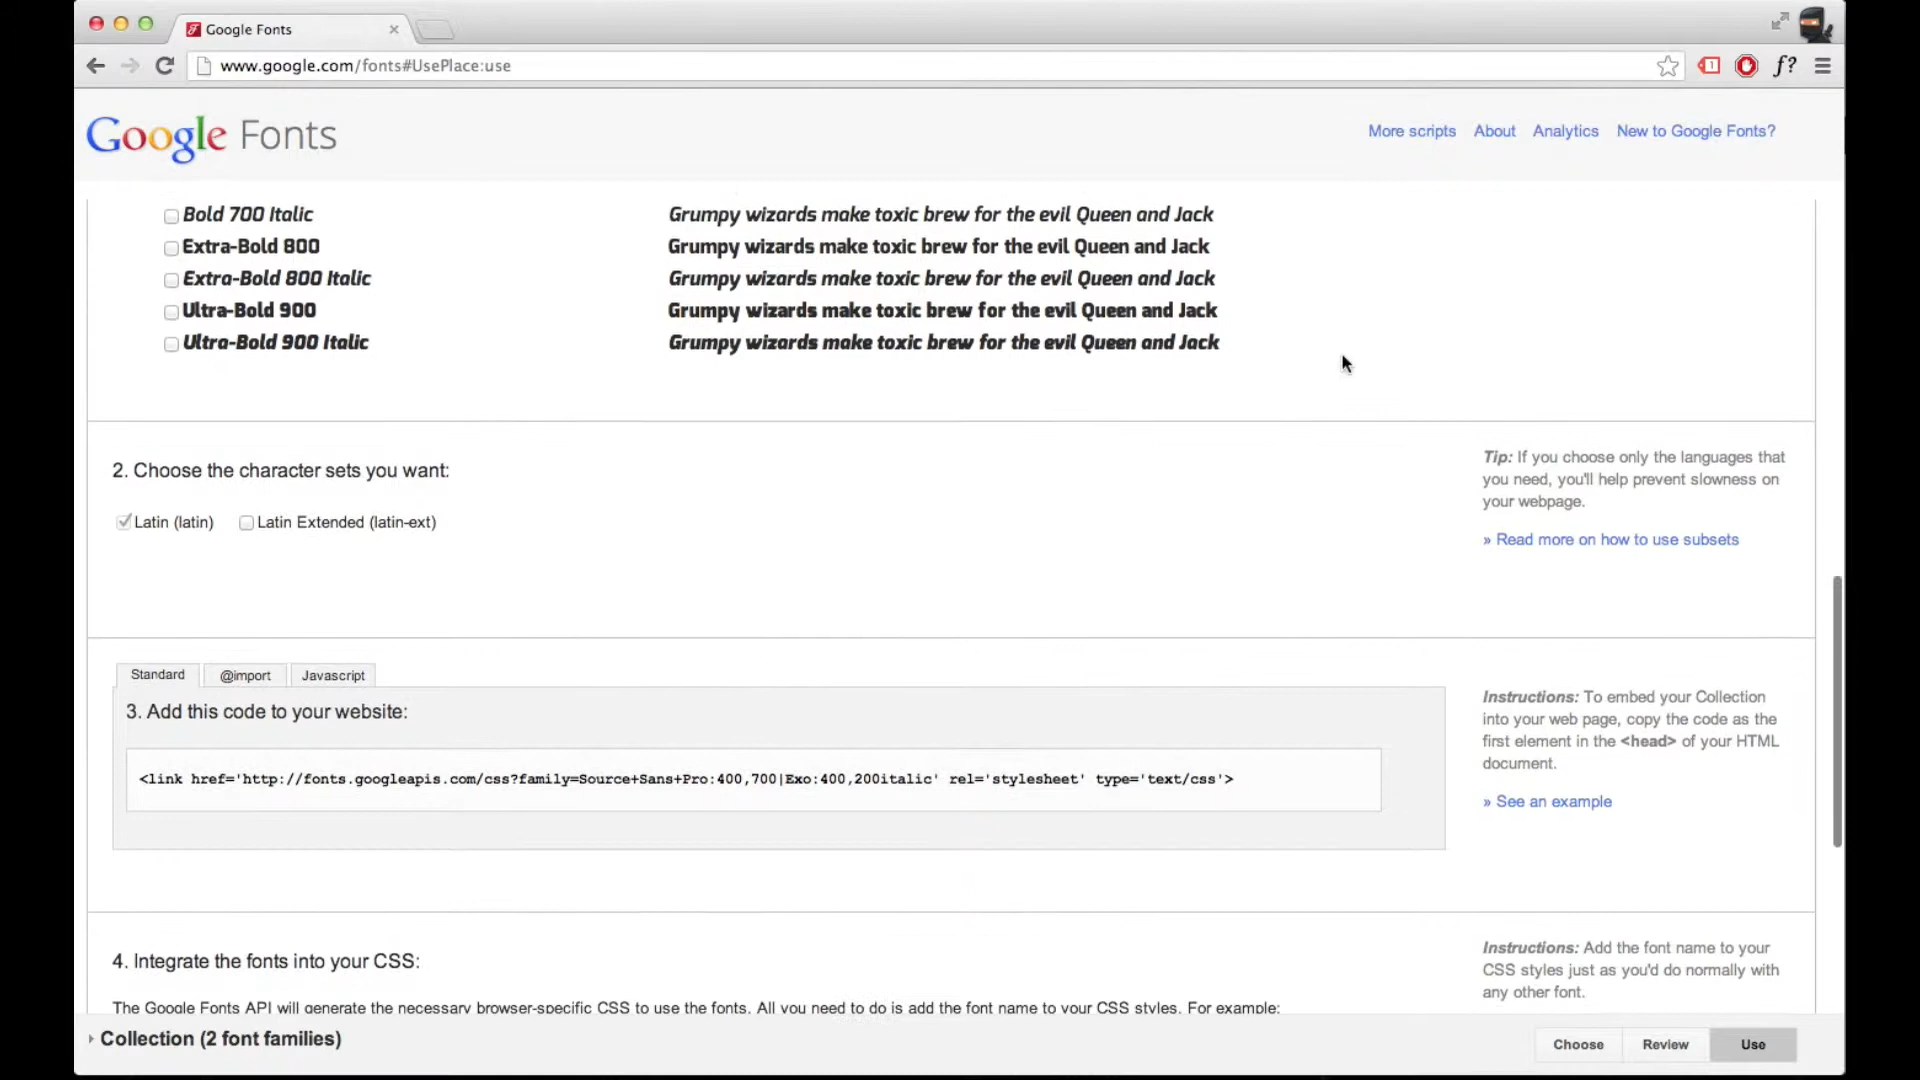 Google Fonts
www.google.com/fonts#UsePlace:use
1
f?
Google Fonts
More scripts About Analytics New to Google Fonts?
Bold 700 Italic Grumpy wizards make toxic brew for the evil Queen and Jack
Extra-Bold 800 Grumpy wizards make toxic brew for the evil Queen and Jack
Extra-Bold 800 Italic Grumpy wizards make toxic brew for the evil Queen and Jack
Ultra-Bold 900 Grumpy wizards make toxic brew for the evil Queen and Jack
Ultra-Bold 900 Italic Grumpy wizards make toxic brew for the evil Queen and Jack
2. Choose the character sets you want:
Latin (latin) Latin Extended (latin-ext)
Tip: If you choose only the languages that
you need, you'll help prevent slowness on
your webpage.
» Read more on how to use subsets
Standard @import Javascript
3. Add this code to your website:
<link href='http://fonts.googleapis.com/css?family=Source+Sans+Pro:400,700|Exo:400,200italic' rel='stylesheet' type='text/css'>
Instructions: To embed your Collection
into your web page, copy the code as the
first element in the <head> of your HTML
document.
» See an example
4. Integrate the fonts into your CSS:
The Google Fonts API will generate the necessary browser-specific CSS to use the fonts. All you need to do is add the font name to your CSS styles. For example:
Instructions: Add the font name to your
CSS styles just as you'd do normally with
any other font.
Collection (2 font families)
Choose Review Use